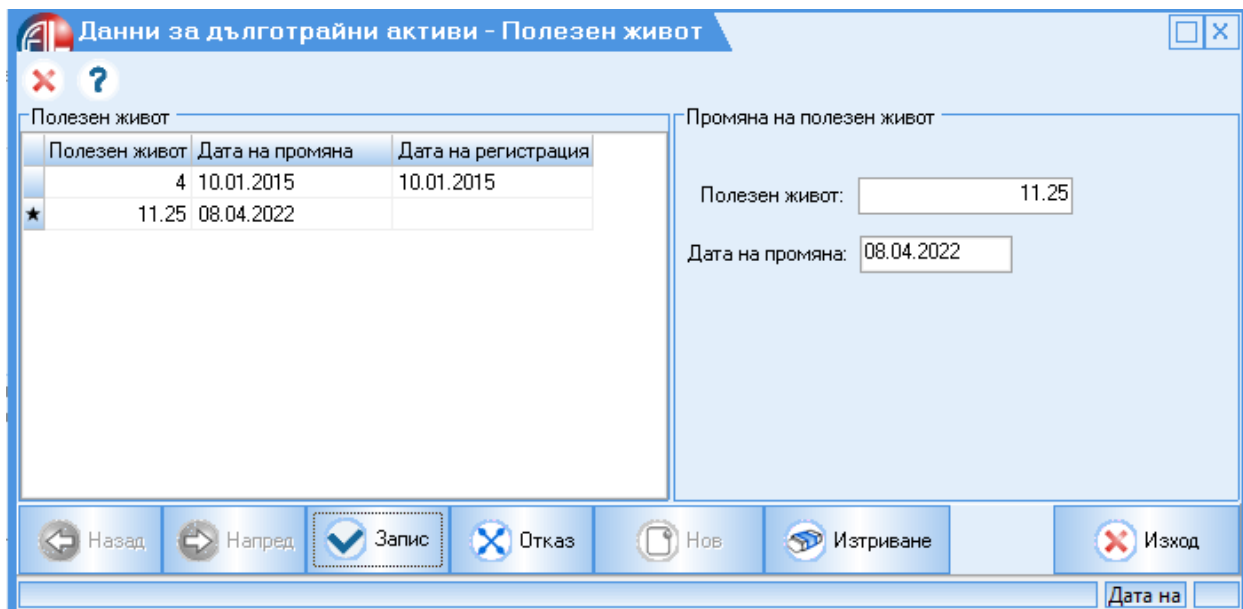 Данни за дълготрайни активи - Полезен живот
?
Полезен живот
Полезен живот Дата на промяна Дата на регистрация
4 10.01.2015 10.01.2015
11.25 08.04.2022
Промяна на полезен живот
Полезен живот: 11.25
Дата на промяна: 08.04.2022
Назад Напред Запис Отказ Нов Изтриване Изход
Дата на